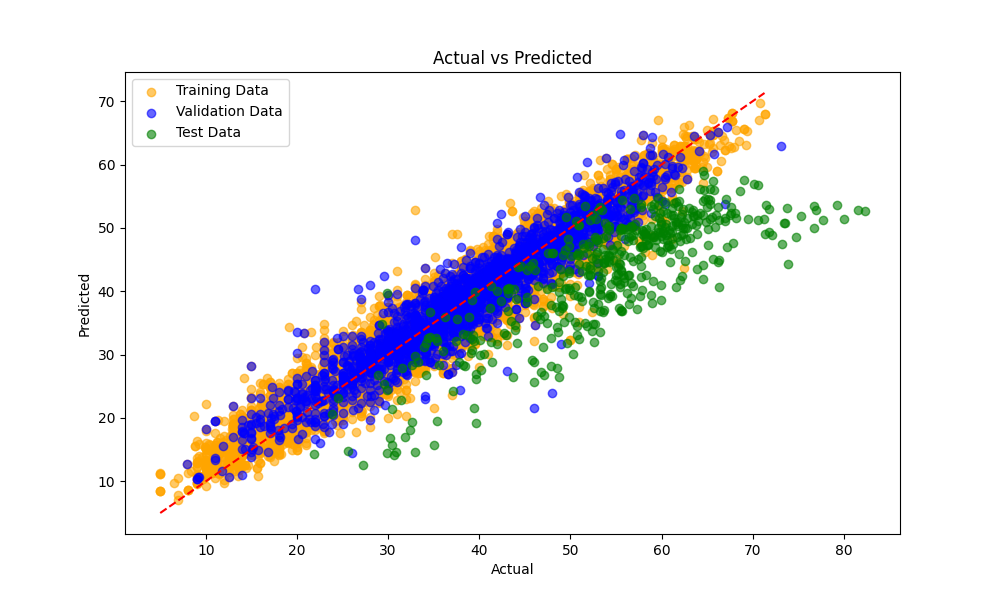 Actual vs Predicted
Training Data
Validation Data
Test Data
70
60
50
40
30
20
10
Predicted
10 20 30 40 50 60 70 80
Actual